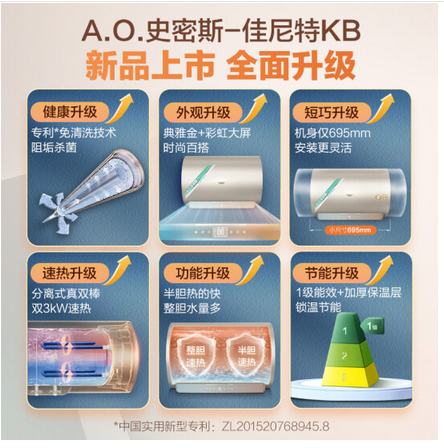 A.O.史密斯-佳尼特KB
新品上市 全面升级
健康升级
专利*免清洗技术
阻垢杀菌
外观升级
典雅金+彩虹大屏
时尚百搭
短巧升级
机身仅695mm
安装更灵活
小尺寸695mm
速热升级
分离式真双棒
双3kW速热
功能升级
半胆热的快
整胆水量多
整胆
速热
半胆
速热
节能升级
1级能效+加厚保温层
锁温节能
1
1级
2
3
*中国实用新型专利：ZL201520768945.8